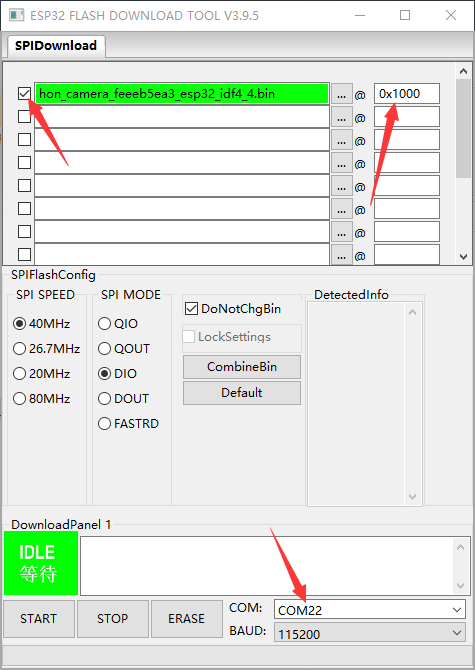 ESP32 FLASH DOWNLOAD TOOL V3.9.5
SPIDownload
hon_camera_feeeb5ea3_esp32_idf4_4.bin ... @ 0x1000
... @
... @
... @
... @
... @
... @
... @
SPIFlashConfig
SPI SPEED
40MHz
26.7MHz
20MHz
80MHz
SPI MODE
QIO
QOUT
DIO
DOUT
FASTRD
DoNotChgBin
LockSettings
CombineBin
Default
DetectedInfo
DownloadPanel 1
IDLE
等待
START STOP ERASE
COM: COM22
BAUD: 115200